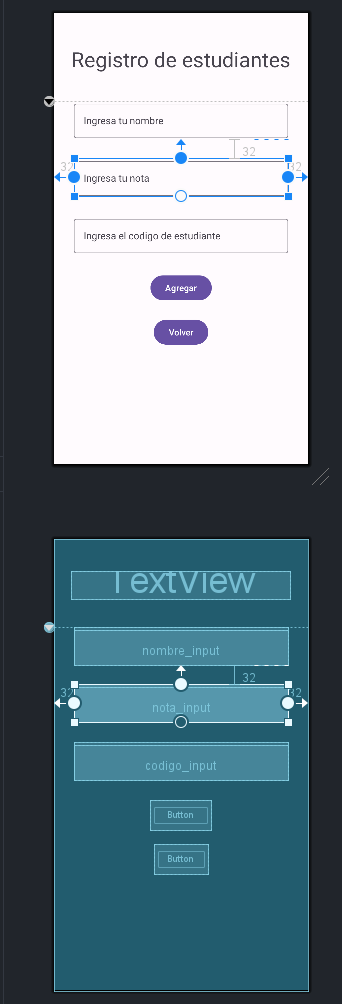 Registro de estudiantes
Ingresa tu nombre
32
32
32
Ingresa tu nota
Ingresa el codigo de estudiante
Agregar
Volver
TextView
nombre_input
32
32
32
nota_input
codigo_input
Button
Button